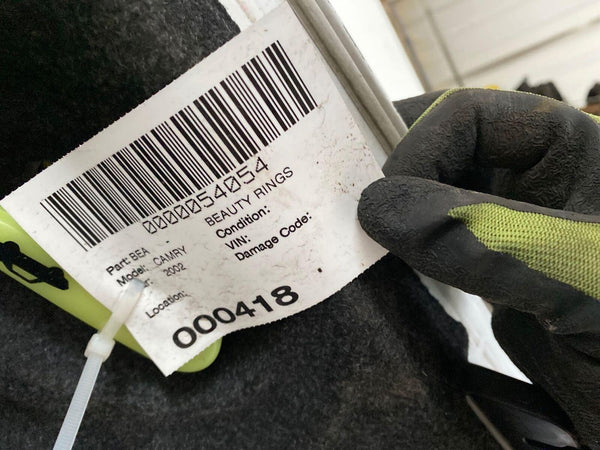 0000054054
Part: BEA BEAUTY RINGS
Model: CAMRY Condition:
2002 VIN:
Damage Code:
Location:
000418